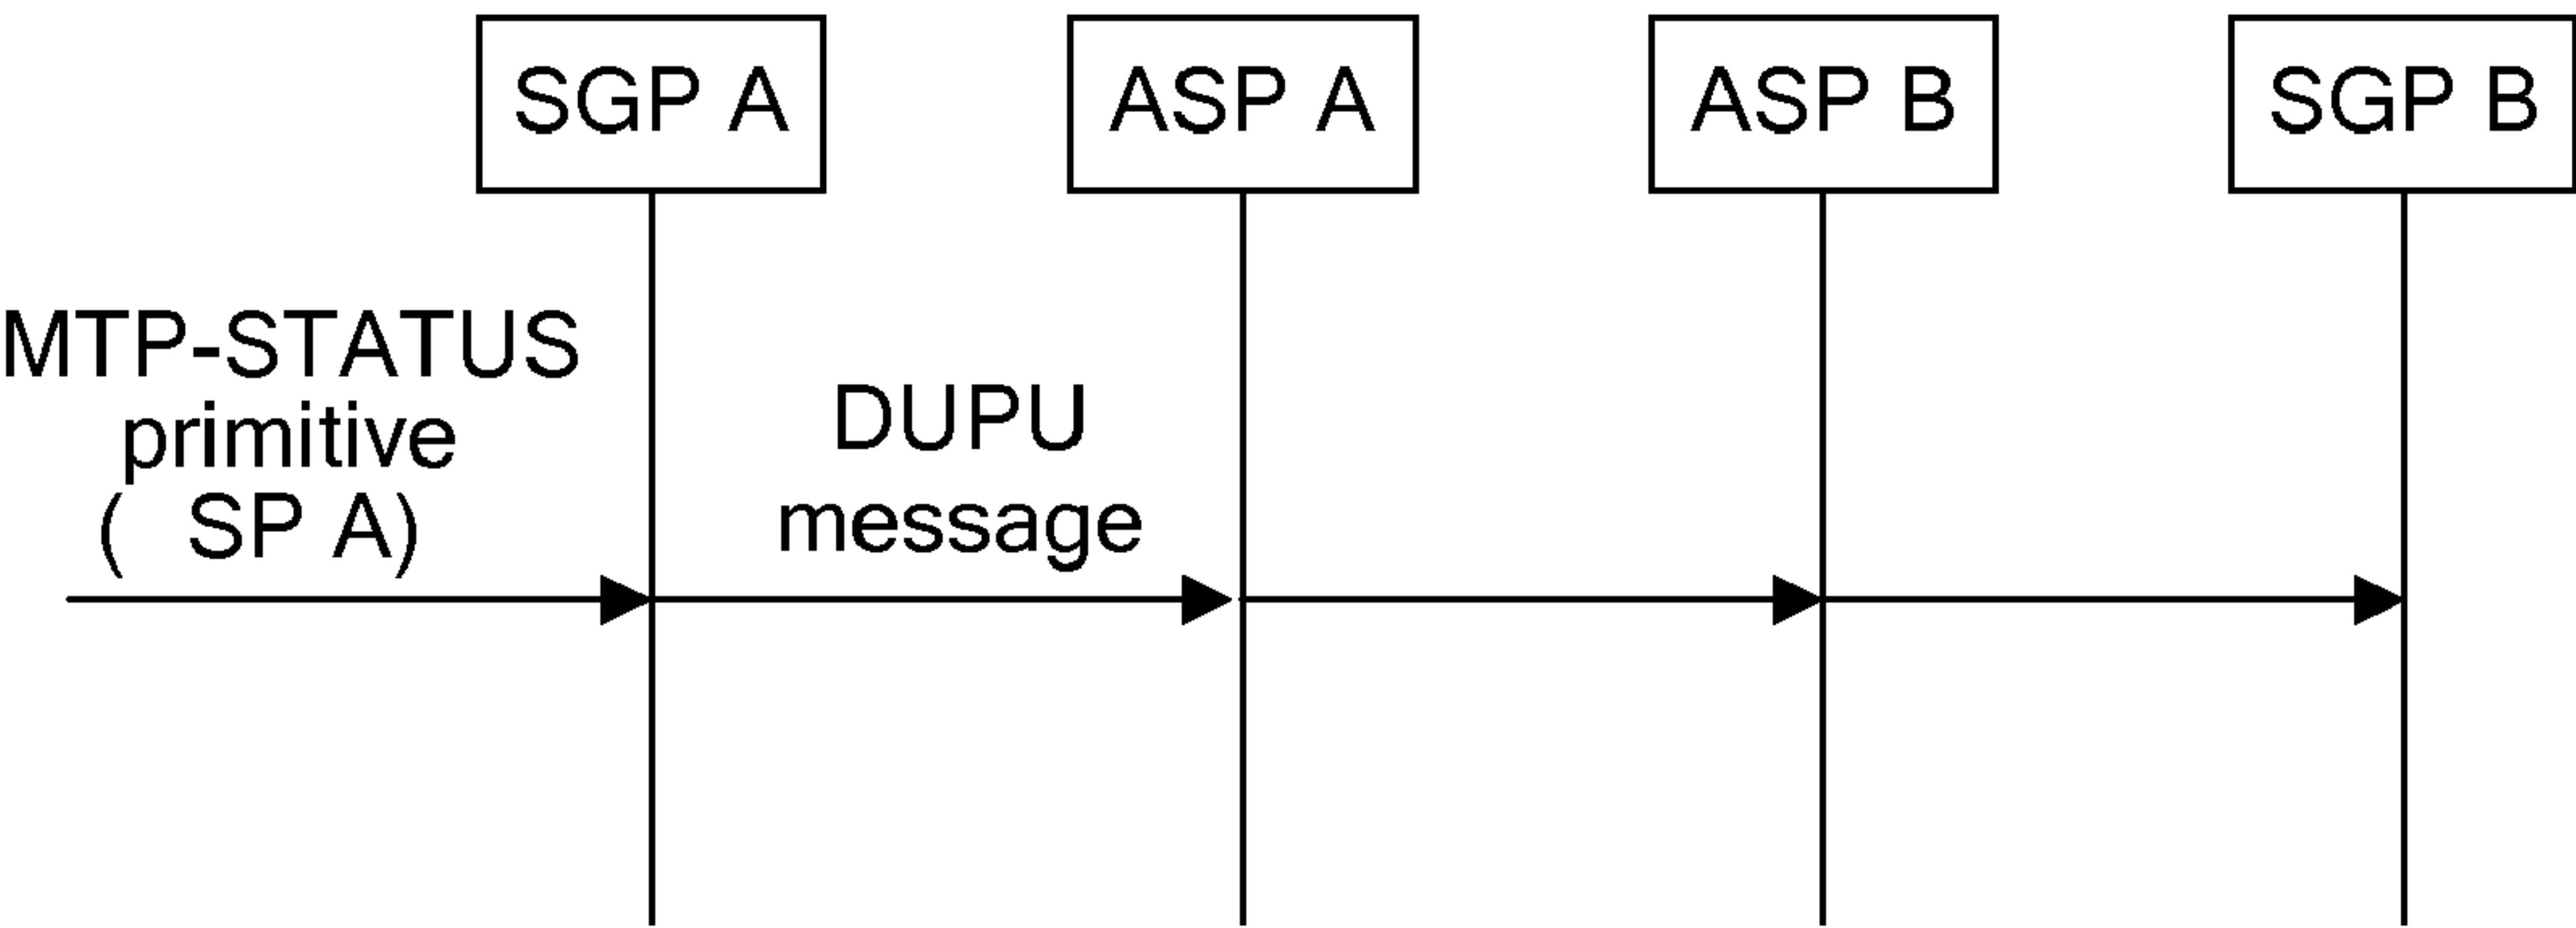 SGP A
ASP A
ASP B
SGP B
MTP-STATUS
primitive
( SP A)
DUPU
message